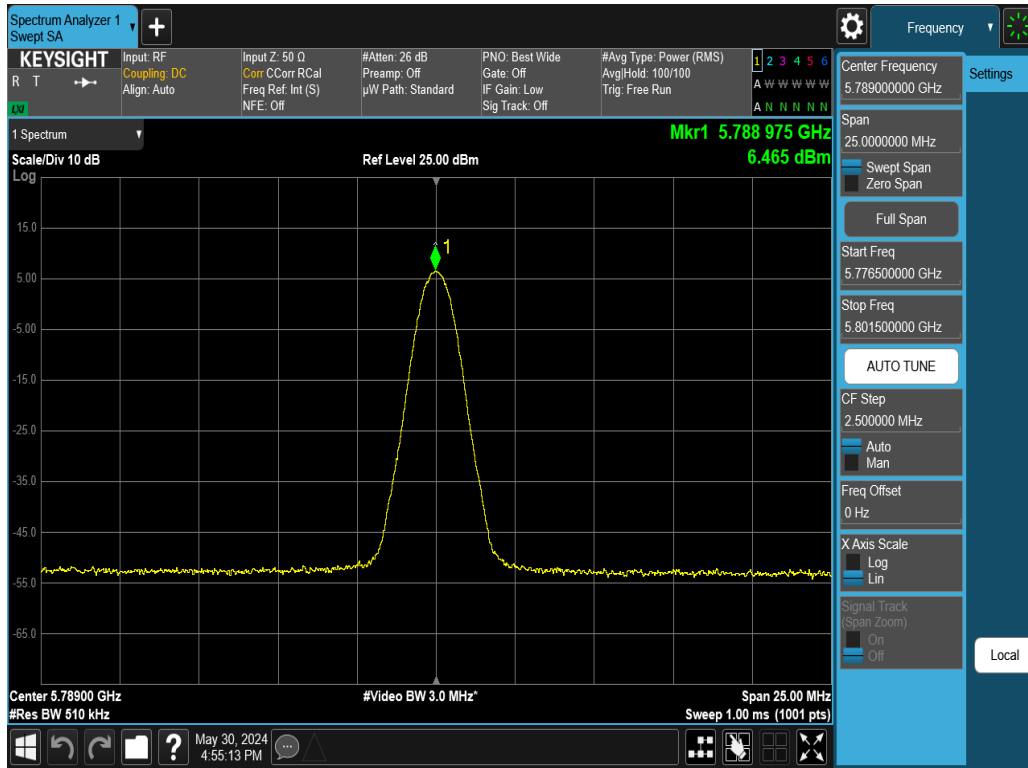 Spectrum Analyzer 1
Swept SA
+
Frequency
KEYSIGHT
R T
LXI
Input: RF
Coupling: DC
Align: Auto
Input Z: 50 Ω
Corr CCorr RCal
Freq Ref: Int (S)
NFE: Off
#Atten: 26 dB
Preamp: Off
µW Path: Standard
PNO: Best Wide
Gate: Off
IF Gain: Low
Sig Track: Off
#Avg Type: Power (RMS)
Avg|Hold: 100/100
Trig: Free Run
1 2 3 4 5 6
A W W W W W
A N N N N N
1 Spectrum
Scale/Div 10 dB
Log
Ref Level 25.00 dBm
Mkr1 5.788 975 GHz
6.465 dBm
1
15.0
5.00
-5.00
-15.0
-25.0
-35.0
-45.0
-55.0
-65.0
Center 5.78900 GHz
#Res BW 510 kHz
#Video BW 3.0 MHz*
Span 25.00 MHz
Sweep 1.00 ms (1001 pts)
Center Frequency
5.789000000 GHz
Span
25.0000000 MHz
Swept Span
Zero Span
Full Span
Start Freq
5.776500000 GHz
Stop Freq
5.801500000 GHz
AUTO TUNE
CF Step
2.500000 MHz
Auto
Man
Freq Offset
0 Hz
X Axis Scale
Log
Lin
Signal Track
(Span Zoom)
On
Off
Settings
Local
?
May 30, 2024
4:55:13 PM